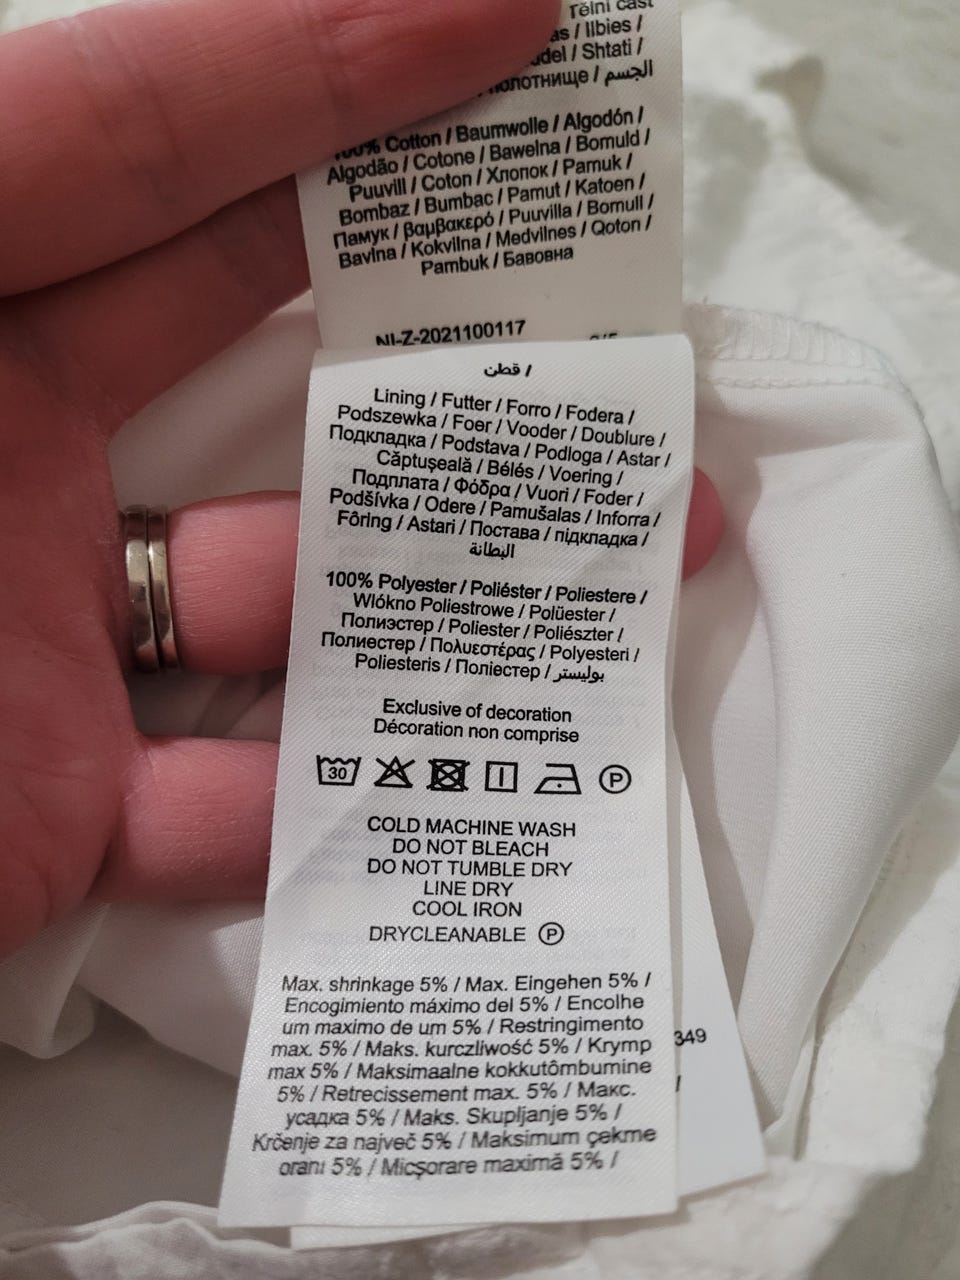 Tělní část
as / Ilbies /
del / Shtati /
полотнище / الجسم
100% Cotton / Baumwolle / Algodón /
Algodão / Cotone / Bawełna / Bomuld /
Puuvill / Coton / Хлопок / Pamuk /
Bombaz / Bumbac / Pamut / Katoen /
Памук / βαμβακερό / Puuvilla / Bomull /
Bavlna / Kokvilna / Medvilnes / Qoton /
Pambuk / Бавовна
NI-Z-2021100117
/ قطن
Lining / Futter / Forro / Fodera /
Podszewka / Foer / Vooder / Doublure /
Подкладка / Podstava / Podloga / Astar /
Căptușeală / Bélés / Voering /
Подплата / Φόδρα / Vuori / Foder /
Podšívka / Odere / Pamušalas / Inforra /
Fôring / Astari / Постава / підкладка /
البطانة
100% Polyester / Poliéster / Poliestere /
Włókno Poliestrowe / Polüester /
Полиэстер / Poliester / Poliészter /
Полиестер / Πολυεστέρας / Polyesteri /
Poliesteris / Поліестер / بوليستر
Exclusive of decoration
Décoration non comprise
30 P
COLD MACHINE WASH
DO NOT BLEACH
DO NOT TUMBLE DRY
LINE DRY
COOL IRON
DRYCLEANABLE P
Max. shrinkage 5% / Max. Eingehen 5% /
Encogimiento máximo del 5% / Encolhe
um maximo de um 5% / Restringimento
max. 5% / Maks. kurczliwość 5% / Krymp
max 5% / Maksimaalne kokkutõmbumine
5% / Retrecissement max. 5% / Макс.
усадка 5% / Maks. Skupljanje 5% /
Krčenje za največ 5% / Maksimum çekme
oranı 5% / Micșorare maximă 5% /
349